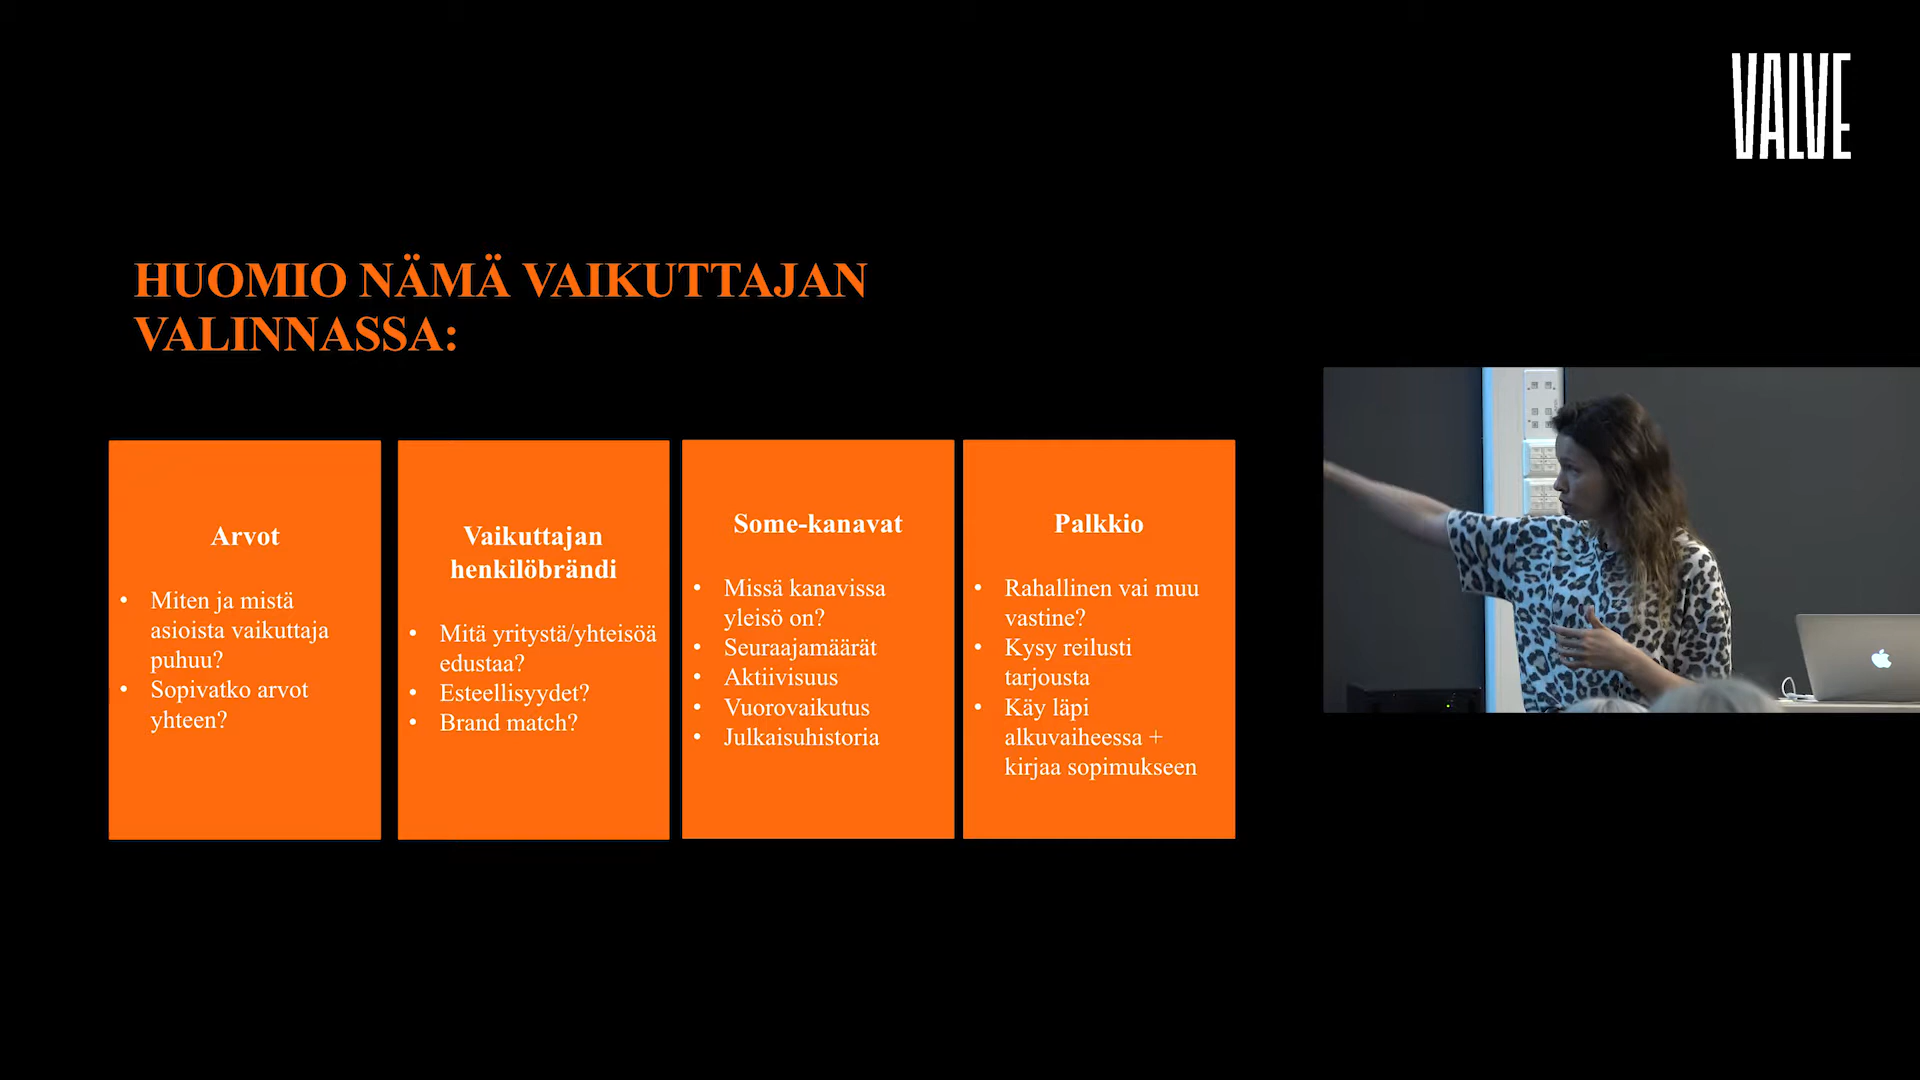 VALVE
HUOMIO NÄMÄ VAIKUTTAJAN
VALINNASSA:
Arvot
• Miten ja mistä
asioista vaikuttaja
puhuu?
• Sopivatko arvot
yhteen?
Vaikuttajan
henkilöbrändi
• Mitä yritystä/yhteisöä
edustaa?
• Esteellisyydet?
• Brand match?
Some-kanavat
• Missä kanavissa
yleisö on?
• Seuraajamäärät
• Aktiivisuus
• Vuorovaikutus
• Julkaisuhistoria
Palkkio
• Rahallinen vai muu
vastine?
• Kysy reilusti
tarjousta
• Käy läpi
alkuvaiheessa +
kirjaa sopimukseen